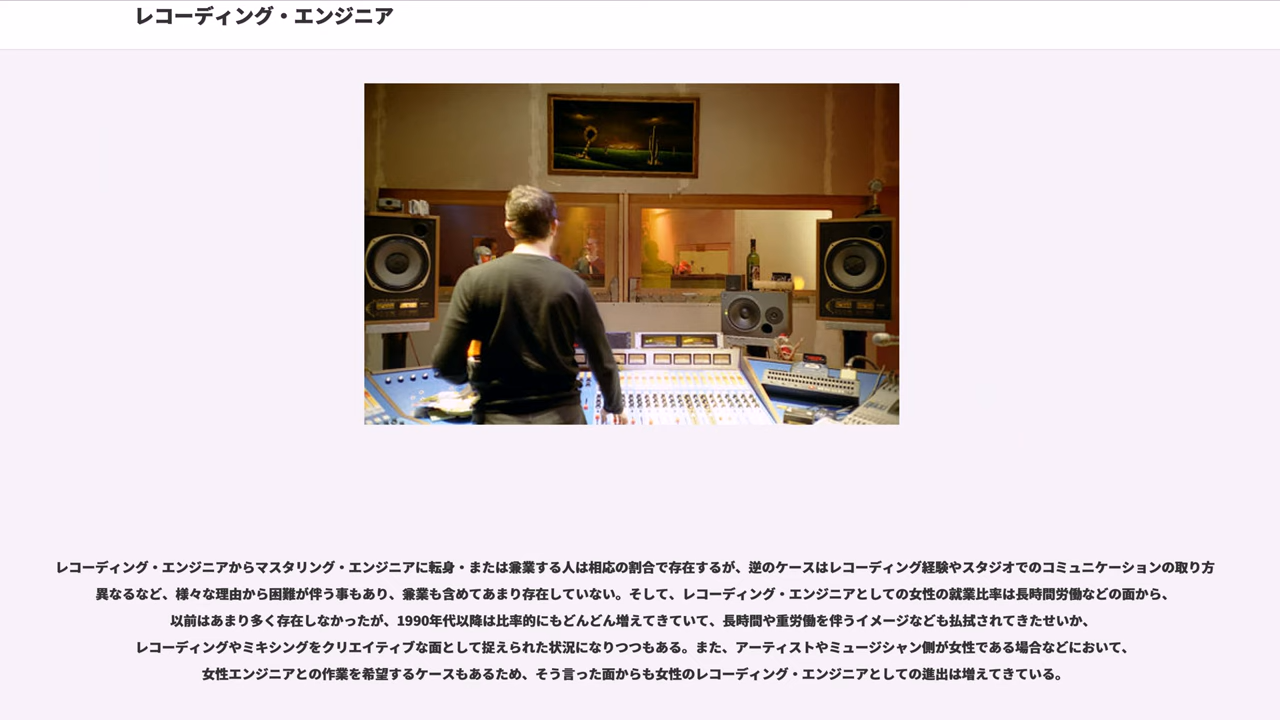 レコーディング・エンジニア
レコーディング・エンジニアからマスタリング・エンジニアに転身・または兼業する人は相応の割合で存在するが、逆のケースはレコーディング経験やスタジオでのコミュニケーションの取り方
異なるなど、様々な理由から困難が伴う事もあり、兼業も含めてあまり存在していない。そして、レコーディング・エンジニアとしての女性の就業比率は長時間労働などの面から、
以前はあまり多く存在しなかったが、1990年代以降は比率的にもどんどん増えてきていて、長時間や重労働を伴うイメージなども払拭されてきたせいか、
レコーディングやミキシングをクリエイティブな面として捉えられた状況になりつつもある。また、アーティストやミュージシャン側が女性である場合などにおいて、
女性エンジニアとの作業を希望するケースもあるため、そう言った面からも女性のレコーディング・エンジニアとしての進出は増えてきている。